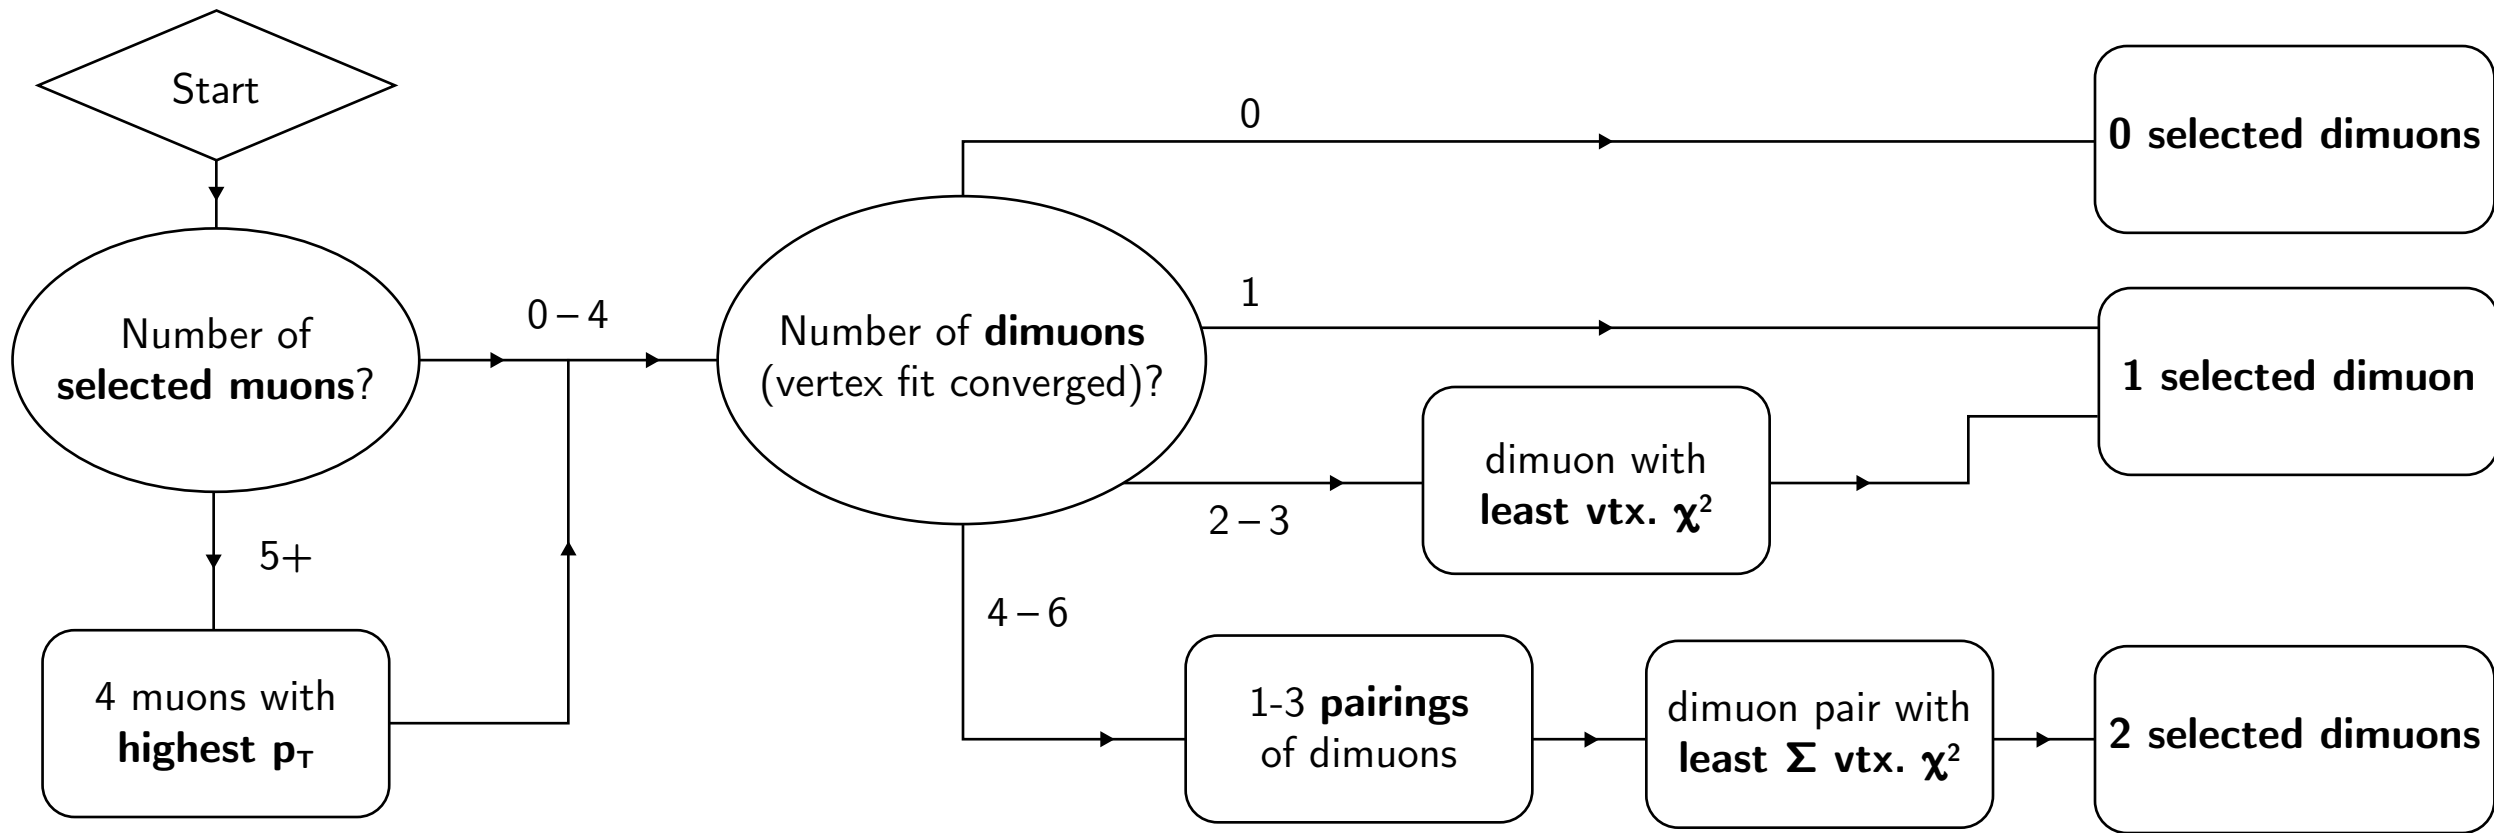 Start
Number of
selected muons?
0 – 4
5+
4 muons with
highest p_T
Number of dimuons
(vertex fit converged)?
0
0 selected dimuons
1
1 selected dimuon
2 – 3
dimuon with
least vtx. χ²
4 – 6
1-3 pairings
of dimuons
dimuon pair with
least Σ vtx. χ²
2 selected dimuons